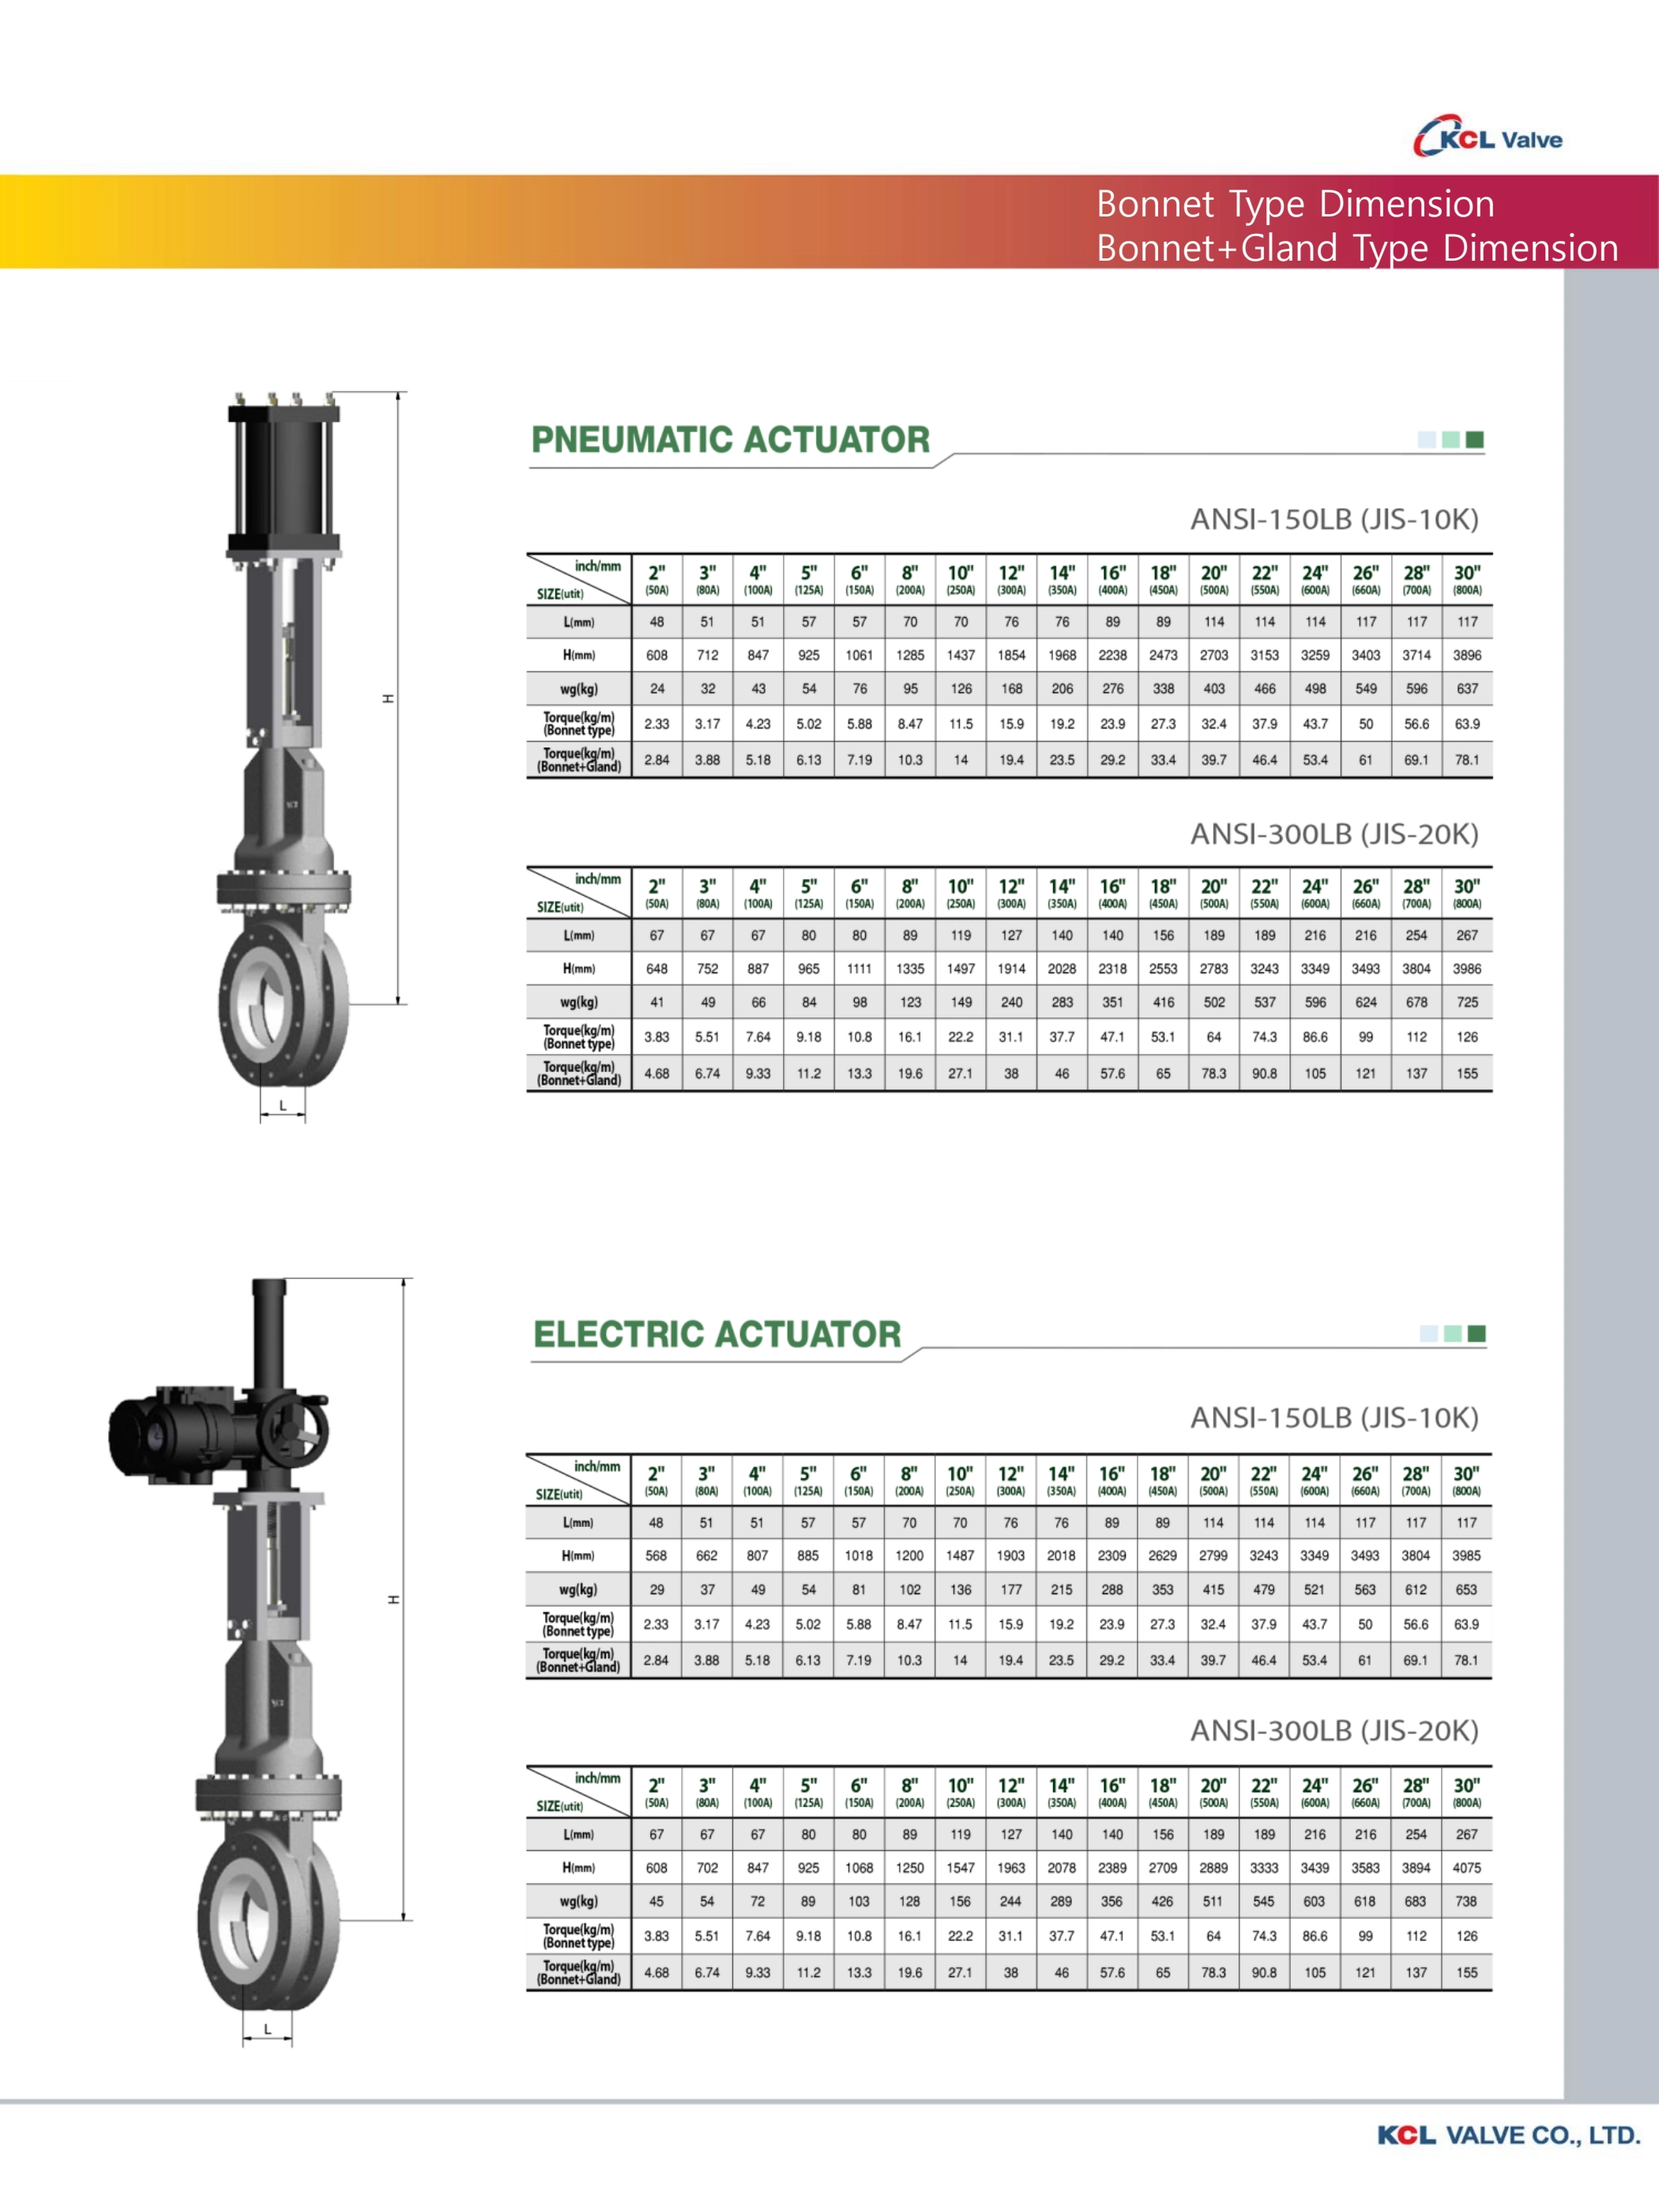 KCL Valve
Bonnet Type Dimension
Bonnet+Gland Type Dimension
PNEUMATIC ACTUATOR
ANSI-150LB (JIS-10K)
inch/mm 2" 3" 4" 5" 6" 8" 10" 12" 14" 16" 18" 20" 22" 24" 26" 28" 30"
SIZE(utit) (50A) (80A) (100A) (125A) (150A) (200A) (250A) (300A) (350A) (400A) (450A) (500A) (550A) (600A) (660A) (700A) (800A)
L(mm) 48 51 51 57 57 70 70 76 76 89 89 114 114 114 117 117 117
H(mm) 608 712 847 925 1061 1285 1437 1854 1968 2238 2473 2703 3153 3259 3403 3714 3896
wg(kg) 24 32 43 54 76 95 126 168 206 276 338 403 466 498 549 596 637
Torque(kg/m)
(Bonnet type) 2.33 3.17 4.23 5.02 5.88 8.47 11.5 15.9 19.2 23.9 27.3 32.4 37.9 43.7 50 56.6 63.9
Torque(kg/m)
(Bonnet+Gland) 2.84 3.88 5.18 6.13 7.19 10.3 14 19.4 23.5 29.2 33.4 39.7 46.4 53.4 61 69.1 78.1
H
ANSI-300LB (JIS-20K)
inch/mm 2" 3" 4" 5" 6" 8" 10" 12" 14" 16" 18" 20" 22" 24" 26" 28" 30"
SIZE(utit) (50A) (80A) (100A) (125A) (150A) (200A) (250A) (300A) (350A) (400A) (450A) (500A) (550A) (600A) (660A) (700A) (800A)
L(mm) 67 67 67 80 80 89 119 127 140 140 156 189 189 216 216 254 267
H(mm) 648 752 887 965 1111 1335 1497 1914 2028 2318 2553 2783 3243 3349 3493 3804 3986
wg(kg) 41 49 66 84 98 123 149 240 283 351 416 502 537 596 624 678 725
Torque(kg/m)
(Bonnet type) 3.83 5.51 7.64 9.18 10.8 16.1 22.2 31.1 37.7 47.1 53.1 64 74.3 86.6 99 112 126
Torque(kg/m)
(Bonnet+Gland) 4.68 6.74 9.33 11.2 13.3 19.6 27.1 38 46 57.6 65 78.3 90.8 105 121 137 155
L
ELECTRIC ACTUATOR
ANSI-150LB (JIS-10K)
inch/mm 2" 3" 4" 5" 6" 8" 10" 12" 14" 16" 18" 20" 22" 24" 26" 28" 30"
SIZE(utit) (50A) (80A) (100A) (125A) (150A) (200A) (250A) (300A) (350A) (400A) (450A) (500A) (550A) (600A) (660A) (700A) (800A)
L(mm) 48 51 51 57 57 70 70 76 76 89 89 114 114 114 117 117 117
H(mm) 568 662 807 885 1018 1200 1487 1903 2018 2309 2629 2799 3243 3349 3493 3804 3985
wg(kg) 29 37 49 54 81 102 136 177 215 288 353 415 479 521 563 612 653
Torque(kg/m)
(Bonnet type) 2.33 3.17 4.23 5.02 5.88 8.47 11.5 15.9 19.2 23.9 27.3 32.4 37.9 43.7 50 56.6 63.9
Torque(kg/m)
(Bonnet+Gland) 2.84 3.88 5.18 6.13 7.19 10.3 14 19.4 23.5 29.2 33.4 39.7 46.4 53.4 61 69.1 78.1
H
ANSI-300LB (JIS-20K)
inch/mm 2" 3" 4" 5" 6" 8" 10" 12" 14" 16" 18" 20" 22" 24" 26" 28" 30"
SIZE(utit) (50A) (80A) (100A) (125A) (150A) (200A) (250A) (300A) (350A) (400A) (450A) (500A) (550A) (600A) (660A) (700A) (800A)
L(mm) 67 67 67 80 80 89 119 127 140 140 156 189 189 216 216 254 267
H(mm) 608 702 847 925 1068 1250 1547 1963 2078 2389 2709 2889 3333 3439 3583 3894 4075
wg(kg) 45 54 72 89 103 128 156 244 289 356 426 511 545 603 618 683 738
Torque(kg/m)
(Bonnet type) 3.83 5.51 7.64 9.18 10.8 16.1 22.2 31.1 37.7 47.1 53.1 64 74.3 86.6 99 112 126
Torque(kg/m)
(Bonnet+Gland) 4.68 6.74 9.33 11.2 13.3 19.6 27.1 38 46 57.6 65 78.3 90.8 105 121 137 155
L
KCL VALVE CO., LTD.